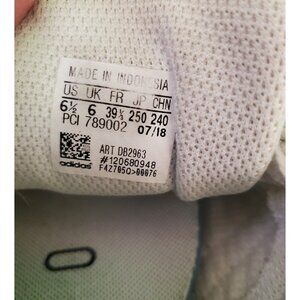 MADE IN INDONESIA
US UK FR JP CHN
6½ 6 39⅓ 250 240
PCI 789002 07/18
ART DB2963
#120680948
adidas F4Z705O>00076